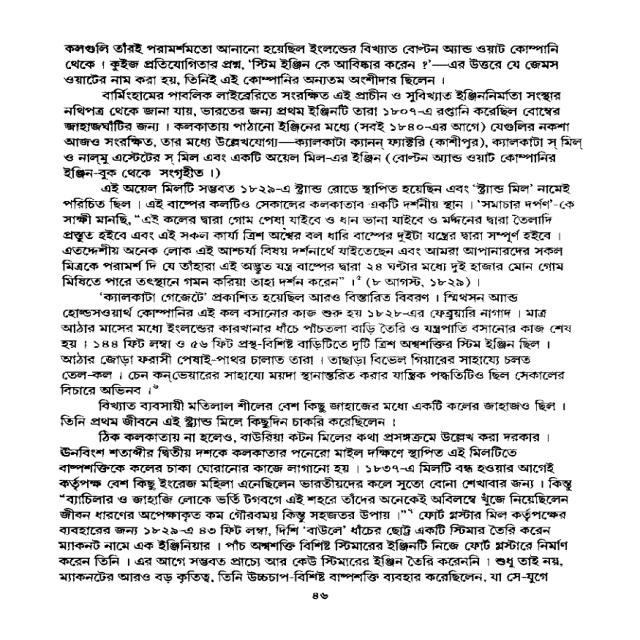 কলগুলি তাঁরই পরামর্শমতো আনানো হয়েছিল ইংলন্ডের বিখ্যাত বোল্টন অ্যান্ড ওয়াট কোম্পানি
থেকে ! কুইজ প্রতিযোগিতার প্রশ্ন, 'স্টিম ইঞ্জিন কে আবিষ্কার করেন ?'—এর উত্তরে যে জেমস
ওয়াটের নাম করা হয়, তিনিই এই কোম্পানির অন্যতম অংশীদার ছিলেন ।
বার্মিংহামের পাবলিক লাইব্রেরিতে সংরক্ষিত এই প্রাচীন ও সুবিখ্যাত ইঞ্জিননির্মাতা সংস্থার
নথিপত্র থেকে জানা যায়, ভারতের জন্য প্রথম ইঞ্জিনটি তারা ১৮০৭-এ রপ্তানি করেছিল বোম্বের
জাহাজঘাঁটির জন্য । কলকাতায় পাঠানো ইঞ্জিনের মধ্যে (সবই ১৮৪০-এর আগে) যেগুলির নকশা
আজও সংরক্ষিত, তার মধ্যে উল্লেখযোগ্য—ক্যালকাটা ক্যানন্ ফ্যাক্টরি (কাশীপুর), ক্যালকাটা স মিল্
ও নাল্‌মু এস্টেটের স্ মিল এবং একটি অয়েল মিল-এর ইঞ্জিন (বোল্টন অ্যান্ড ওয়াট কোম্পানির
ইঞ্জিন-বুক থেকে সংগৃহীত ।)
এই অয়েল মিলটি সম্ভবত ১৮২৯-এ স্ট্র্যান্ড রোডে স্থাপিত হয়েছিন এবং 'স্ট্র্যান্ড মিল' নামেই
পরিচিত ছিল । এই বাষ্পের কলটিও সেকালের কলকাতাব একটি দর্শনীয় স্থান । 'সমাচার দর্পণ'-কে
সাক্ষী মানছি, "এই কলের দ্বারা গোম পেষা যাইবে ও ধান ভানা যাইবে ও মর্দ্দনের দ্বারা তৈলাদি
প্রস্তুত হইবে এবং এই সকল কার্য্য ত্রিশ অশ্বের বল ধারি বাষ্পের দুইটা যন্ত্রের দ্বারা সম্পূর্ণ হইবে ।
এতদ্দেশীয় অনেক লোক এই আশ্চর্য্য বিষয় দর্শনার্থে যাইতেছেন এবং আমরা আপানারদের সকল
মিত্রকে পরামর্শ দি যে তাঁহারা এই অদ্ভুত যন্ত্র বাষ্পের দ্বারা ২৪ ঘণ্টার মধ্যে দুই হাজার মোন গোম
মিষিতে পারে তৎস্থানে গমন করিয়া তাহা দর্শন করেন" । (৮ আগস্ট, ১৮২৯) ।
'ক্যালকাটা গেজেটে' প্রকাশিত হয়েছিল আরও বিস্তারিত বিবরণ । স্মিথসন অ্যান্ড
হোল্ডসওয়ার্থ কোম্পানির এই কল বসানোর কাজ শুরু হয় ১৮২৮-এর ফেব্রুয়ারি নাগাদ । মাত্র
আঠার মাসের মধ্যে ইংলন্ডের কারখানার ধাঁচে পাঁচতলা বাড়ি তৈরি ও যন্ত্রপাতি বসানোর কাজ শেষ
হয় । ১৪৪ ফিট লম্বা ও ৫৬ ফিট প্রস্থ-বিশিষ্ট বাড়িটিতে দুটি ত্রিশ অশ্বশক্তির স্টিম ইঞ্জিন ছিল ।
আঠার জোড়া ফরাসী পেষাই-পাথর চালাত তারা । তাছাড়া বিভেল গিয়ারের সাহায্যে চলত
তেল-কল । চেন কন্‌ভেয়ারের সাহায্যে ময়দা স্থানান্তরিত করার যান্ত্রিক পদ্ধতিটিও ছিল সেকালের
বিচারে অভিনব ।৬
বিখ্যাত ব্যবসায়ী মতিলাল শীলের বেশ কিছু জাহাজের মধ্যে একটি কলের জাহাজও ছিল ।
তিনি প্রথম জীবনে এই স্ট্র্যান্ড মিলে কিছুদিন চাকরি করেছিলেন !
ঠিক কলকাতায় না হলেও, বাউরিয়া কটন মিলের কথা প্রসঙ্গক্রমে উল্লেখ করা দরকার ।
ঊনবিংশ শতাব্দীর দ্বিতীয় দশকে কলকাতার পনেরো মাইল দক্ষিণে স্থাপিত এই মিলটিতে
বাষ্পশক্তিকে কলের চাকা ঘোরানোর কাজে লাগানো হয় । ১৮৩৭-এ মিলটি বন্ধ হওয়ার আগেই
কর্তৃপক্ষ বেশ কিছু ইংরেজ মহিলা এনেছিলেন ভারতীয়দের কলে সুতো বোনা শেখাবার জন্য । কিন্তু
"ব্যাচিলার ও জাহাজি লোকে ভর্তি টগবগে এই শহরে তাঁদের অনেকেই অবিলম্বে খুঁজে নিয়েছিলেন
জীবন ধারণের অপেক্ষাকৃত কম গৌরবময় কিন্তু সহজতর উপায় ।"৭ ফোর্ট গ্লস্টার মিল কর্তৃপক্ষের
ব্যবহারের জন্য ১৮২৯-এ ৪৩ ফিট লম্বা, দিশি 'বাউলে' ধাঁচের ছোট্ট একটি স্টিমার তৈরি করেন
ম্যাকনট নামে এক ইঞ্জিনিয়ার । পাঁচ অশ্বশক্তি বিশিষ্ট স্টিমারের ইঞ্জিনটি নিজে ফোর্ট গ্লস্টারে নির্মাণ
করেন তিনি । এর আগে সম্ভবত প্রাচ্যে আর কেউ স্টিমারের ইঞ্জিন তৈরি করেননি । শুধু তাই নয়,
ম্যাকনটের আরও বড় কৃতিত্ব, তিনি উচ্চচাপ-বিশিষ্ট বাষ্পশক্তি ব্যবহার করেছিলেন, যা সে-যুগে
৪৬